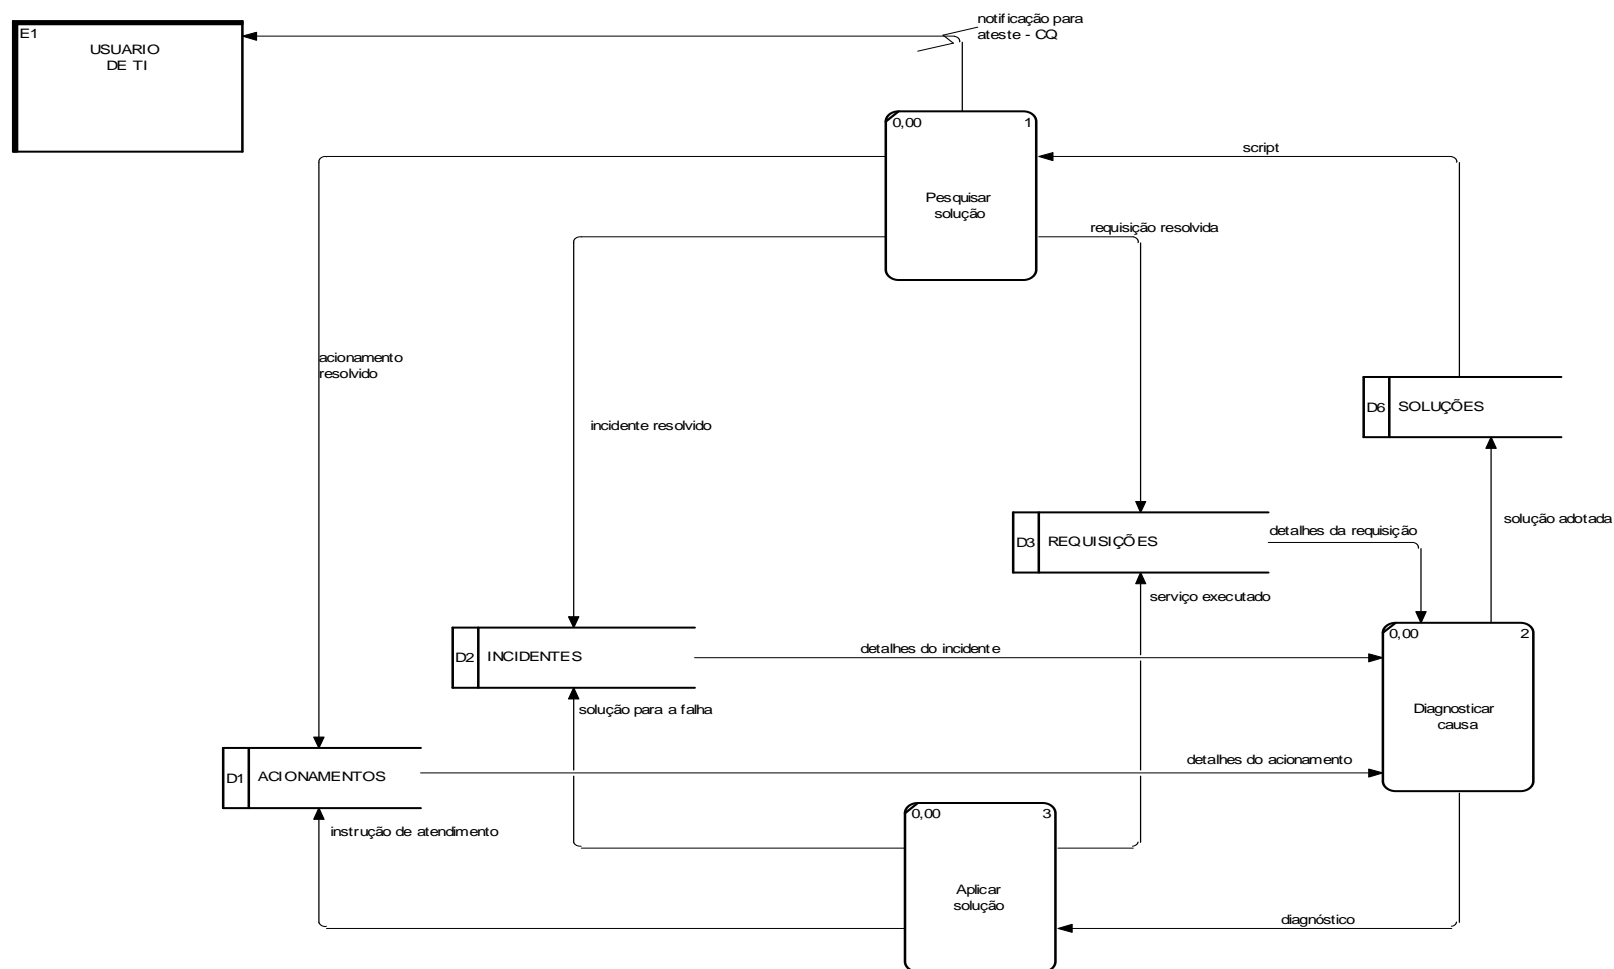 notificação para
ateste - CQ
E1
USUARIO
DE TI
0,00
1
script
Pesquisar
solução
requisição resolvida
acionamento
resolvido
D6
SOLUÇÕES
incidente resolvido
solução adotada
detalhes da requisição
D3
REQUISIÇÕES
serviço executado
0,00
2
detalhes do incidente
D2
INCIDENTES
solução para a falha
Diagnosticar
causa
detalhes do acionamento
D1
ACIONAMENTOS
0,00
3
instrução de atendimento
Aplicar
solução
diagnóstico